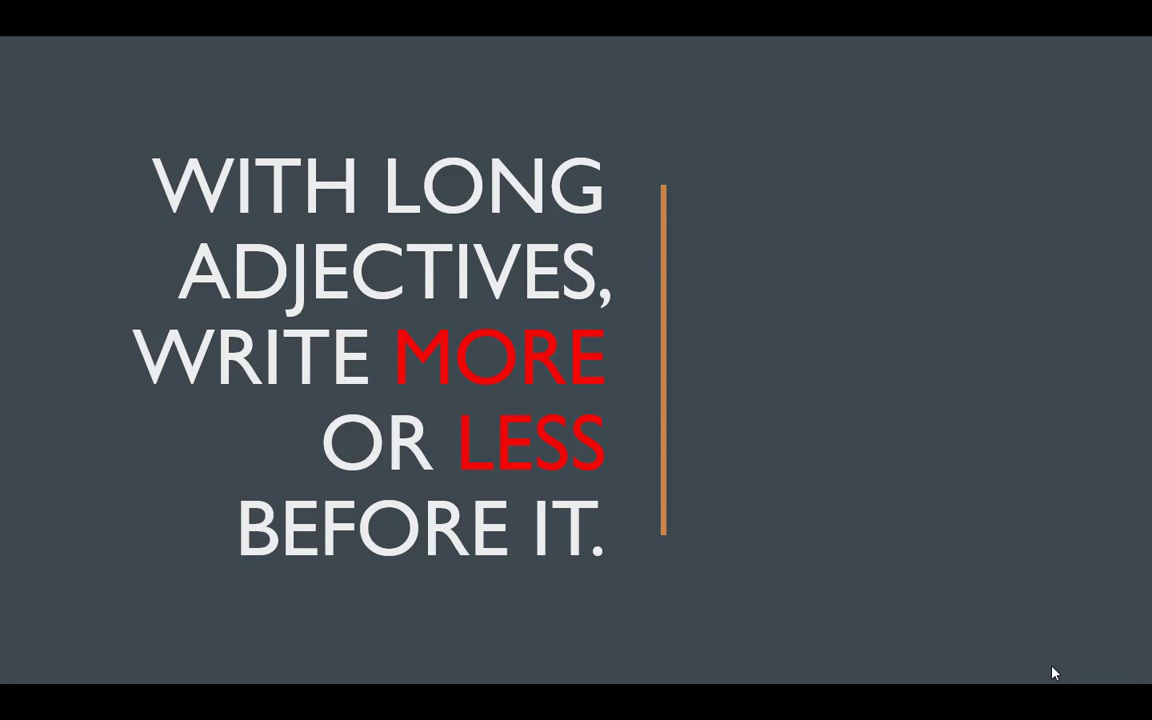 WITH LONG
ADJECTIVES,
WRITE MORE
OR LESS
BEFORE IT.